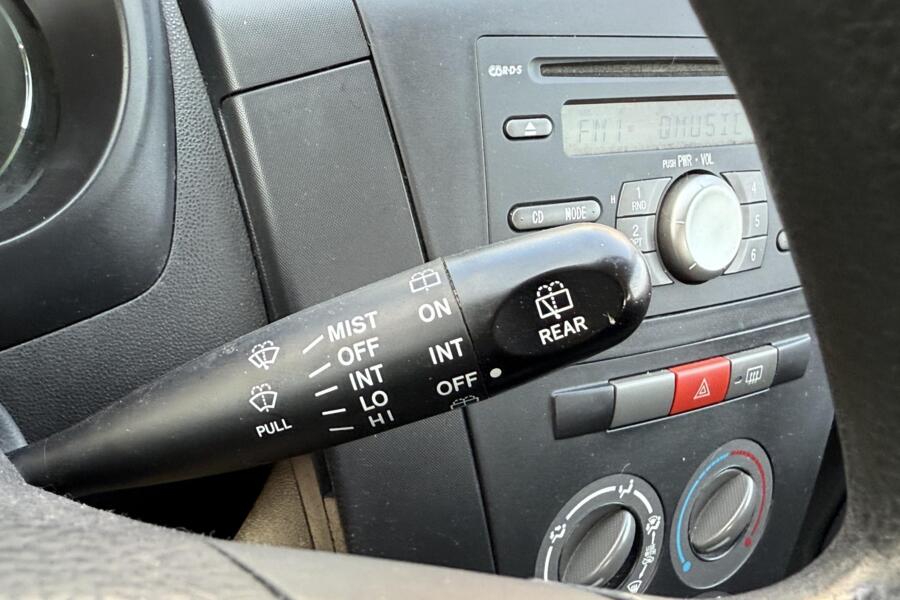 R·D·S
FM1 QMUSIC
PUSH PWR · VOL
1
RND
2
4
5
6
CD MODE
MIST
OFF
INT
LO
HI
PULL
ON
INT
OFF
REAR